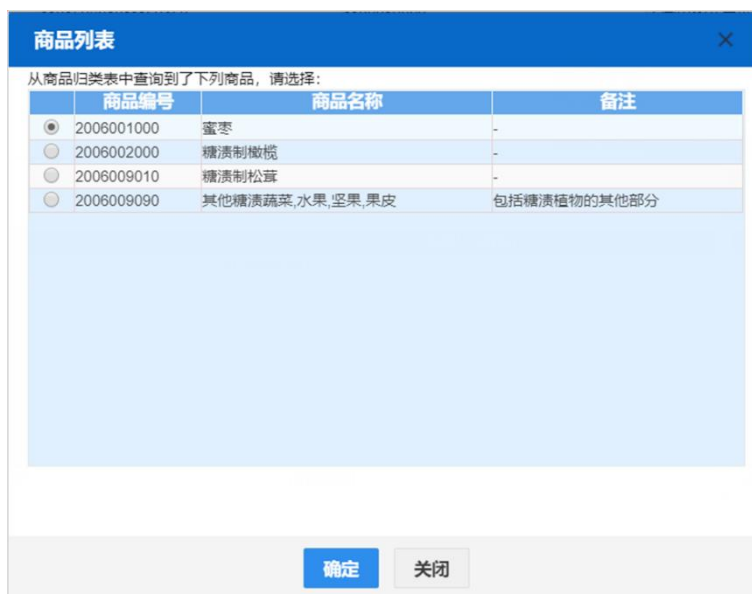 商品列表
从商品归类表中查询到了下列商品，请选择：
商品编号 商品名称 备注
2006001000 蜜枣 -
2006002000 糖渍制橄榄 -
2006009010 糖渍制松茸 -
2006009090 其他糖渍蔬菜,水果,坚果,果皮 包括糖渍植物的其他部分
确定 关闭